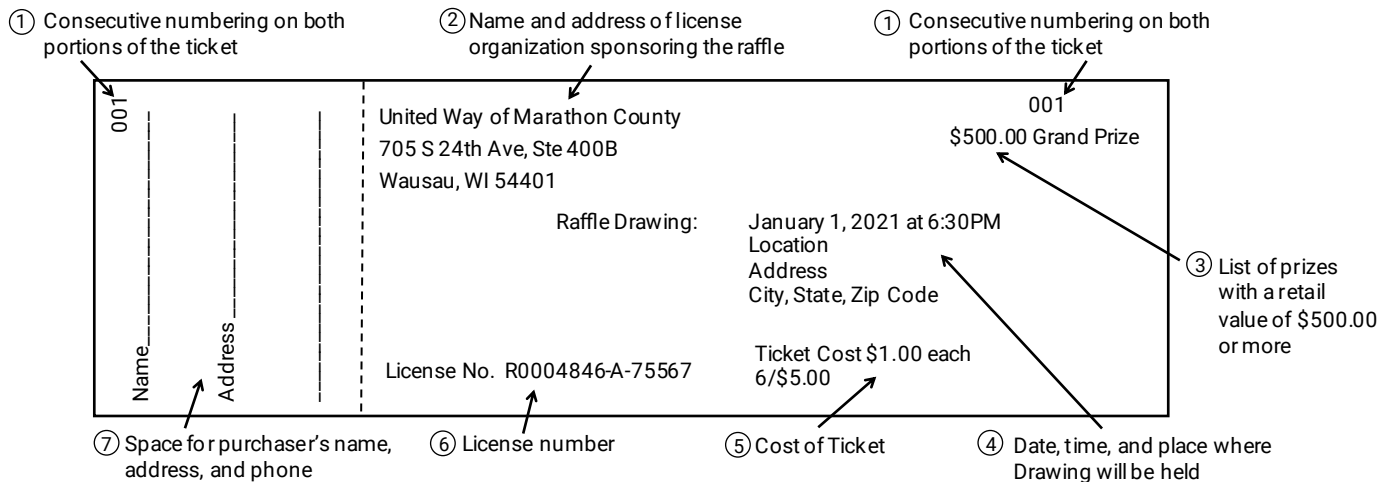 ① Consecutive numbering on both
portions of the ticket
② Name and address of license
organization sponsoring the raffle
① Consecutive numbering on both
portions of the ticket
001
Name
Address
United Way of Marathon County
705 S 24th Ave, Ste 400B
Wausau, WI 54401
001
$500.00 Grand Prize
Raffle Drawing:
January 1, 2021 at 6:30PM
Location
Address
City, State, Zip Code
License No. R0004846-A-75567
Ticket Cost $1.00 each
6/$5.00
③ List of prizes
with a retail
value of $500.00
or more
⑦ Space for purchaser's name,
address, and phone
⑥ License number
⑤ Cost of Ticket
④ Date, time, and place where
Drawing will be held